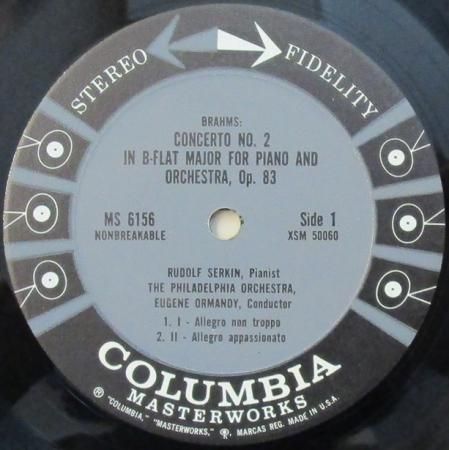 STEREO FIDELITY
BRAHMS:
CONCERTO NO. 2
IN B-FLAT MAJOR FOR PIANO AND
ORCHESTRA, Op. 83
MS 6156 Side 1
NONBREAKABLE XSM 50060
RUDOLF SERKIN, Pianist
THE PHILADELPHIA ORCHESTRA,
EUGENE ORMANDY, Conductor
1. I - Allegro non troppo
2. II - Allegro appassionato
COLUMBIA
MASTERWORKS
® "COLUMBIA," "MASTERWORKS," MARCAS REG. MADE IN U.S.A.